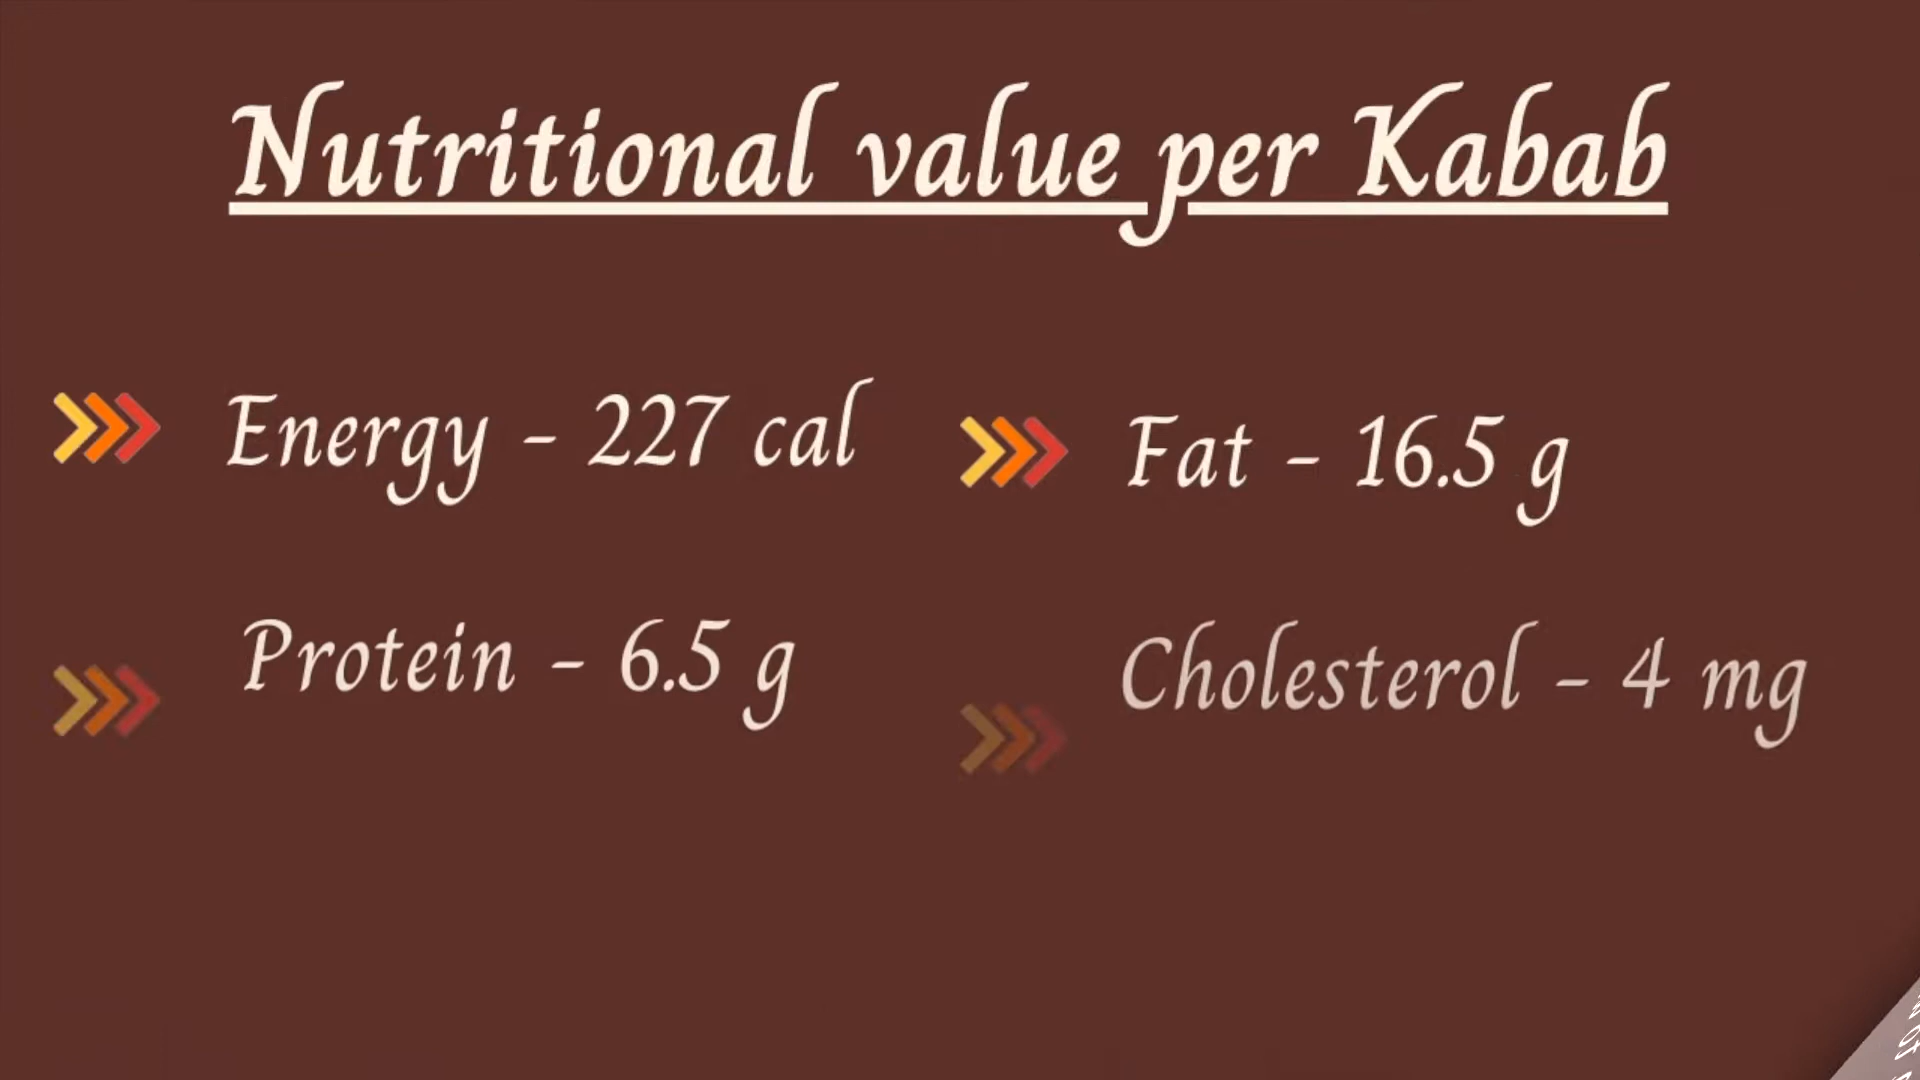 Nutritional value per Kabab
Energy - 227 cal
Fat - 16.5 g
Protein - 6.5 g
Cholesterol - 4 mg